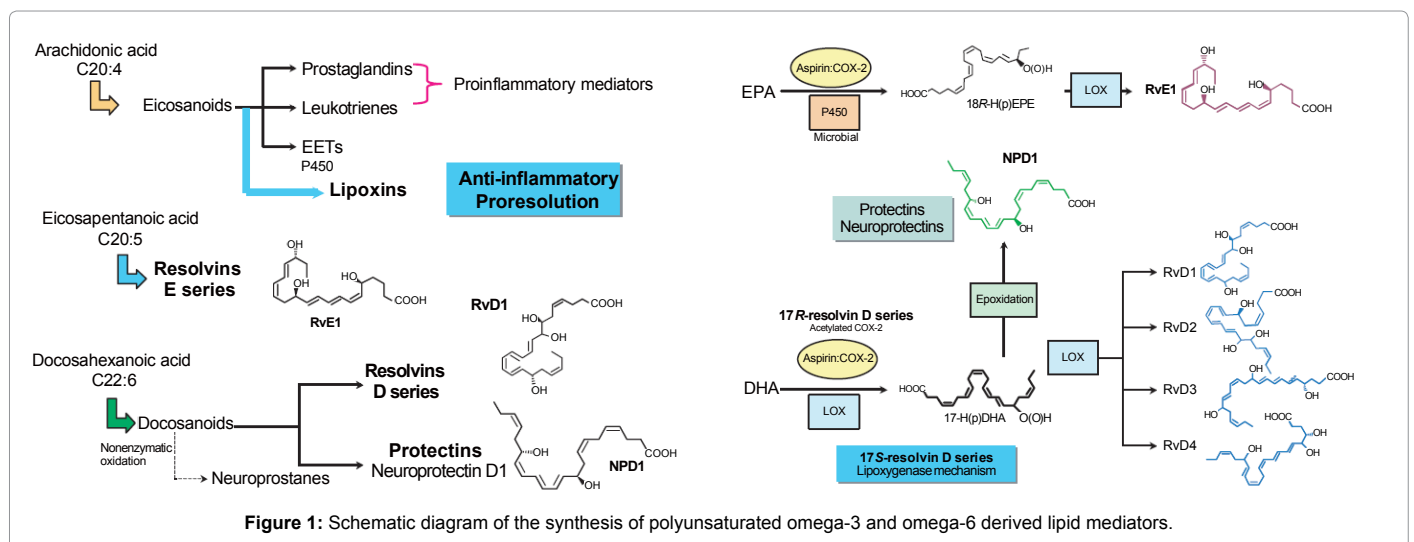 Arachidonic acid
C20:4
Eicosanoids
Prostaglandins
Leukotrienes
Proinflammatory mediators
EETs
P450
Lipoxins
Anti-inflammatory
Proresolution
Eicosapentanoic acid
C20:5
Resolvins
E series
OH
OH
OH
COOH
RvE1
Docosahexanoic acid
C22:6
Docosanoids
Nonenzymatic
oxidation
Neuroprostanes
Resolvins
D series
Protectins
Neuroprotectin D1
RvD1
COOH
HO
OH
OH
OH
COOH
OH
NPD1
EPA
Aspirin:COX-2
P450
Microbial
O(O)H
HOOC
18R-H(p)EPE
LOX
RvE1
OH
OH
HO
COOH
NPD1
OH
COOH
OH
Protectins
Neuroprotectins
Epoxidation
17R-resolvin D series
Acetylated COX-2
Aspirin:COX-2
DHA
LOX
HOOC
17-H(p)DHA
O(O)H
17S-resolvin D series
Lipoxygenase mechanism
LOX
RvD1
COOH
HO
OH
OH
RvD2
COOH
OH
HO
OH
RvD3
OH
COOH
OH
OH
RvD4
HOOC
OH
OH
OH
Figure 1: Schematic diagram of the synthesis of polyunsaturated omega-3 and omega-6 derived lipid mediators.